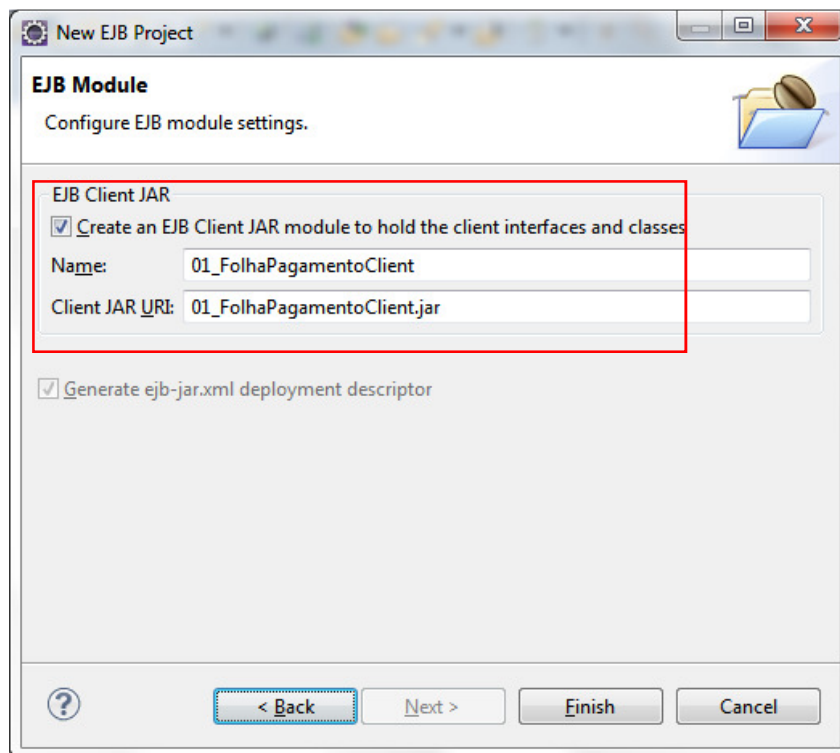 New EJB Project
EJB Module
Configure EJB module settings.
EJB Client JAR
Create an EJB Client JAR module to hold the client interfaces and classes
Name: 01_FolhaPagamentoClient
Client JAR URI: 01_FolhaPagamentoClient.jar
Generate ejb-jar.xml deployment descriptor
? < Back Next > Finish Cancel